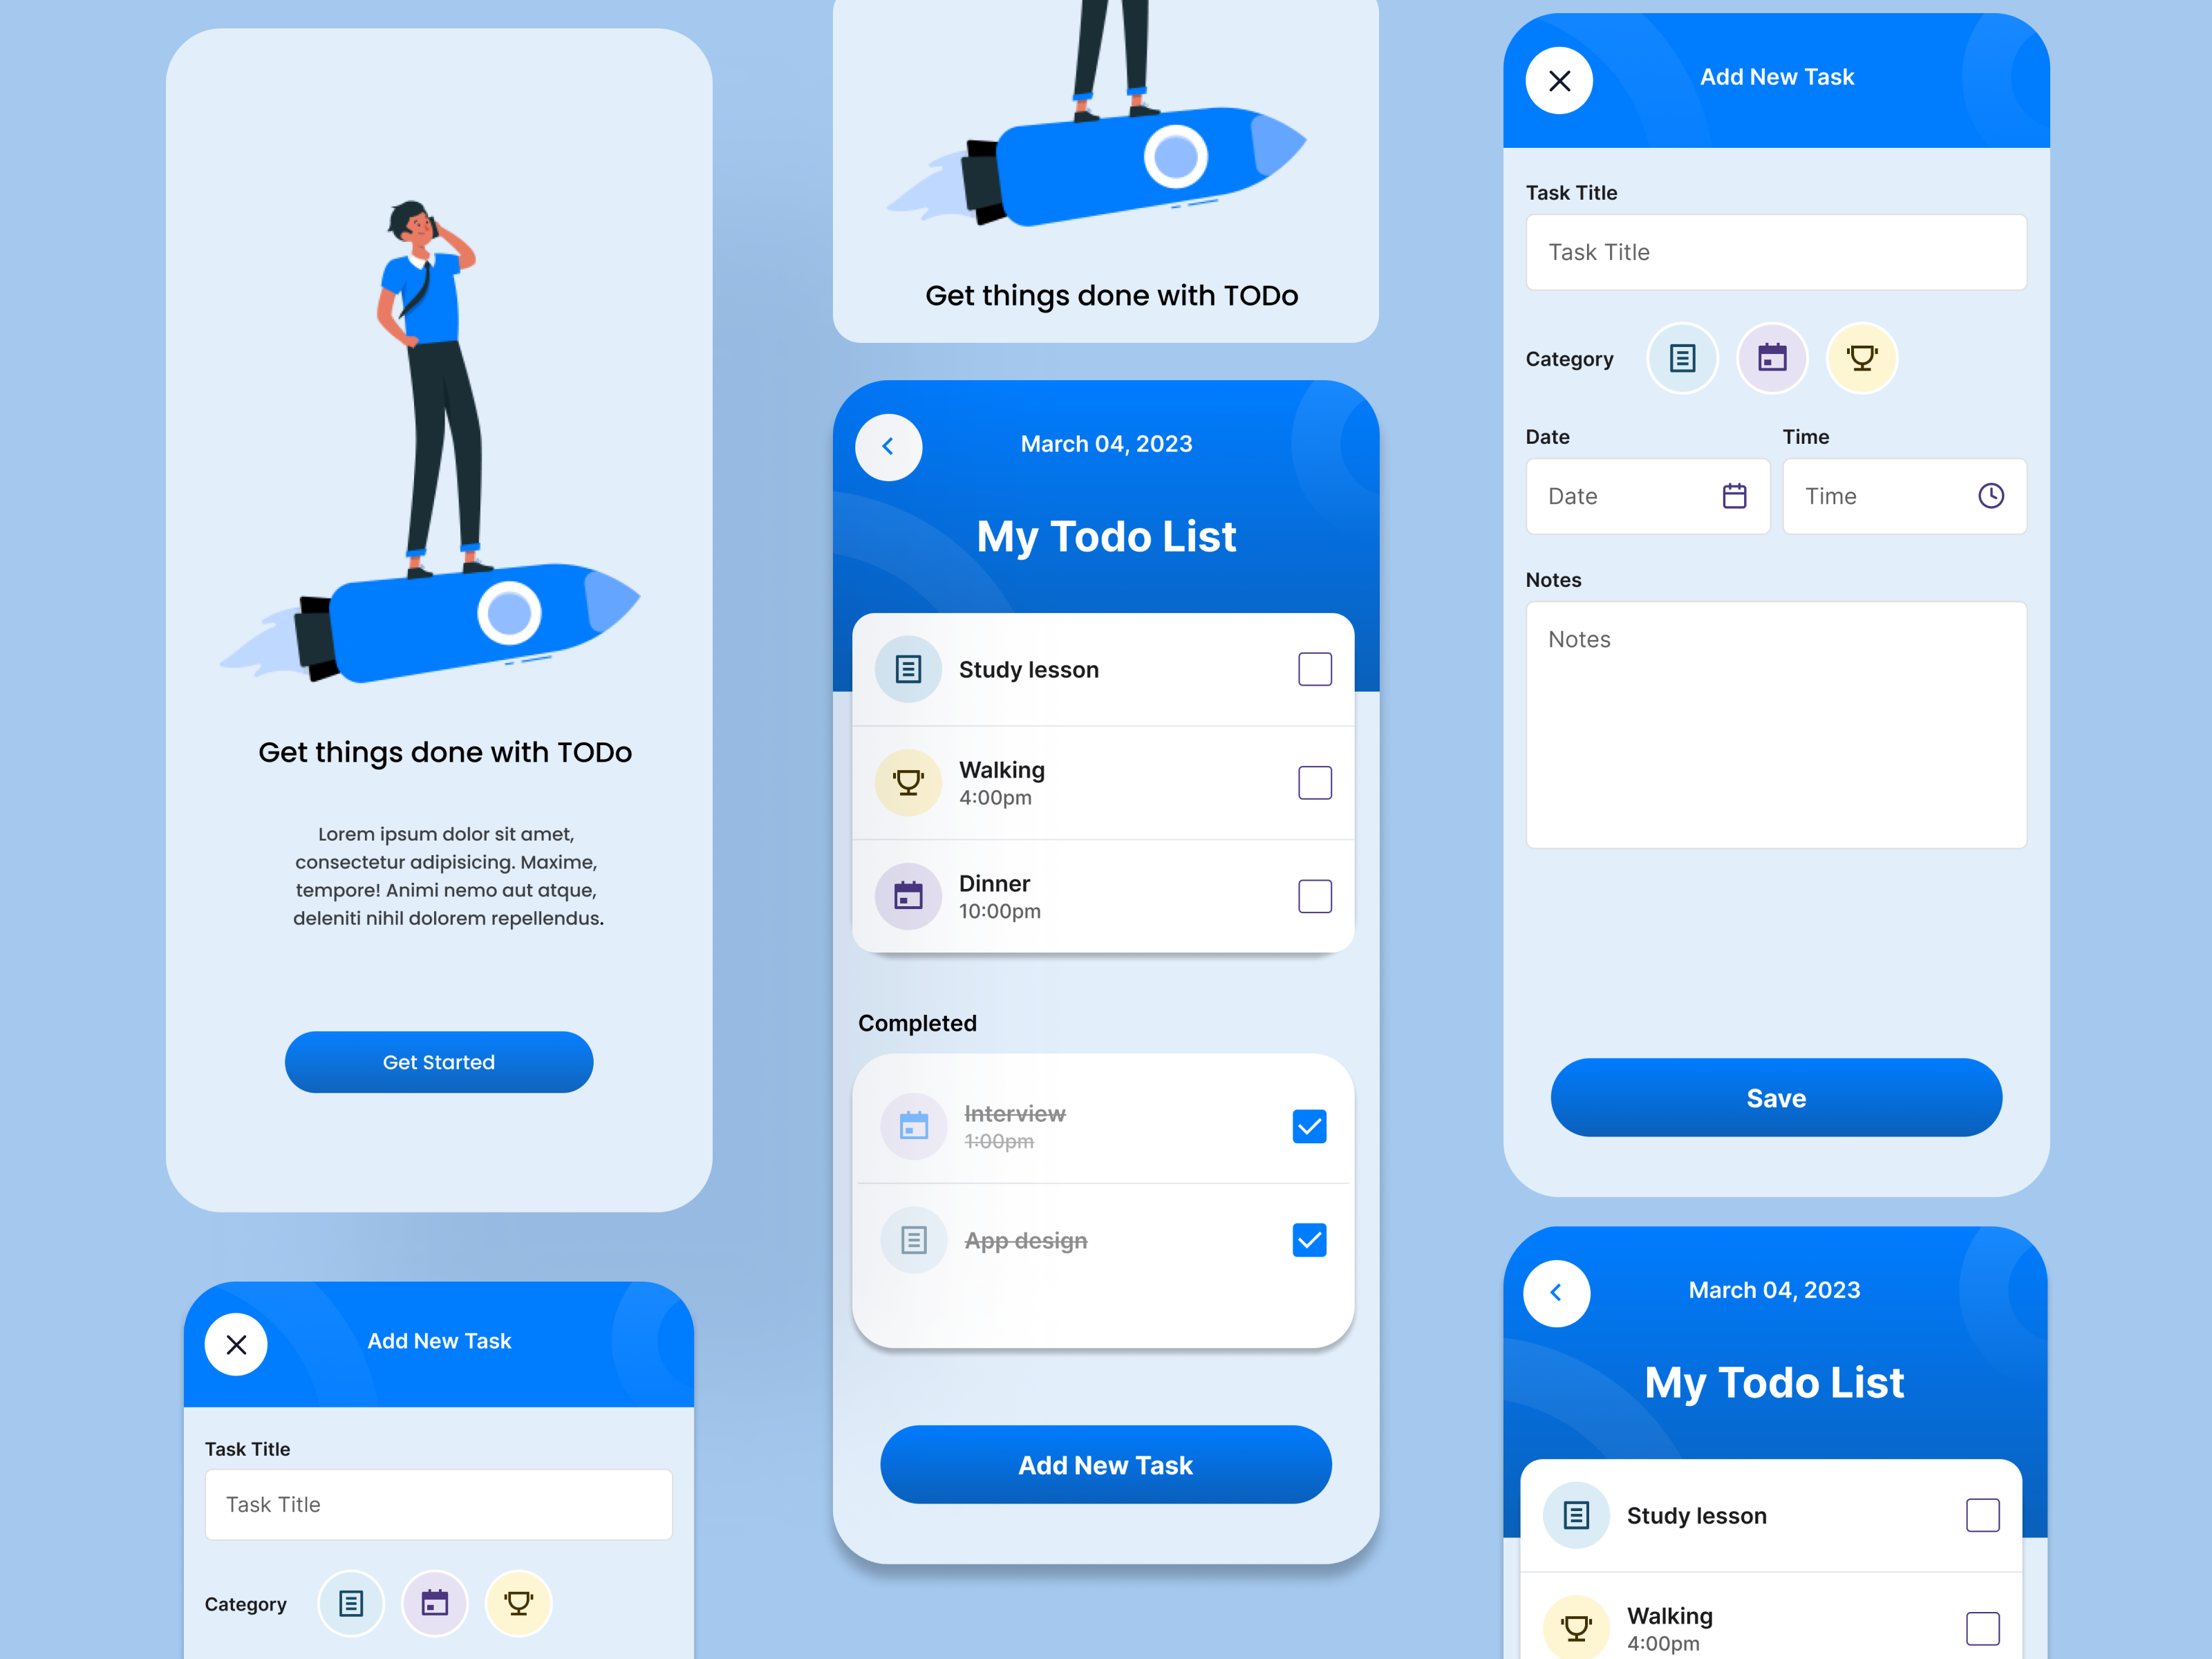 Get things done with TODo
Lorem ipsum dolor sit amet,
consectetur adipisicing. Maxime,
tempore! Animi nemo aut atque,
deleniti nihil dolorem repellendus.
Get Started
Add New Task
Task Title
Task Title
Category
Get things done with TODo
March 04, 2023
My Todo List
Study lesson
Walking
4:00pm
Dinner
10:00pm
Completed
Interview
1:00pm
App design
Add New Task
Add New Task
Task Title
Task Title
Category
Date
Time
Date
Time
Notes
Notes
Save
March 04, 2023
My Todo List
Study lesson
Walking
4:00pm